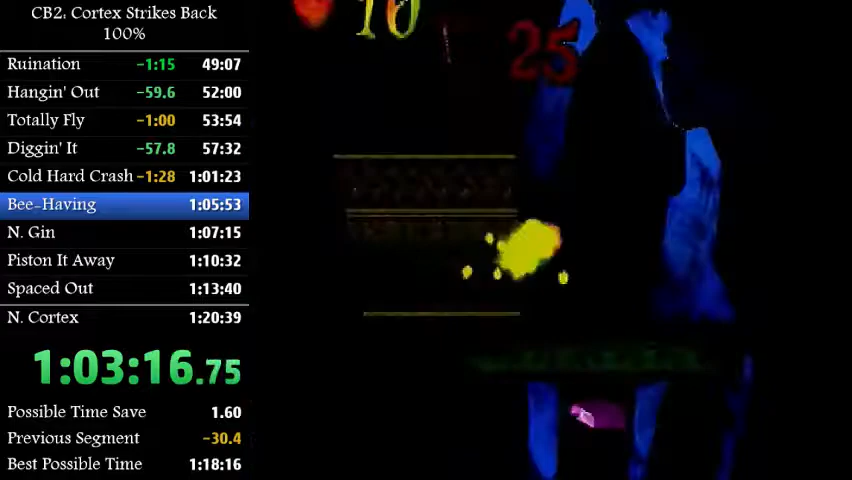 CB2: Cortex Strikes Back
100%
Ruination -1:15 49:07
Hangin' Out -59.6 52:00
Totally Fly -1:00 53:54
Diggin' It -57.8 57:32
Cold Hard Crash -1:28 1:01:23
Bee-Having 1:05:53
N. Gin 1:07:15
Piston It Away 1:10:32
Spaced Out 1:13:40
N. Cortex 1:20:39
1:03:16.75
Possible Time Save 1.60
Previous Segment -30.4
Best Possible Time 1:18:16
10
25